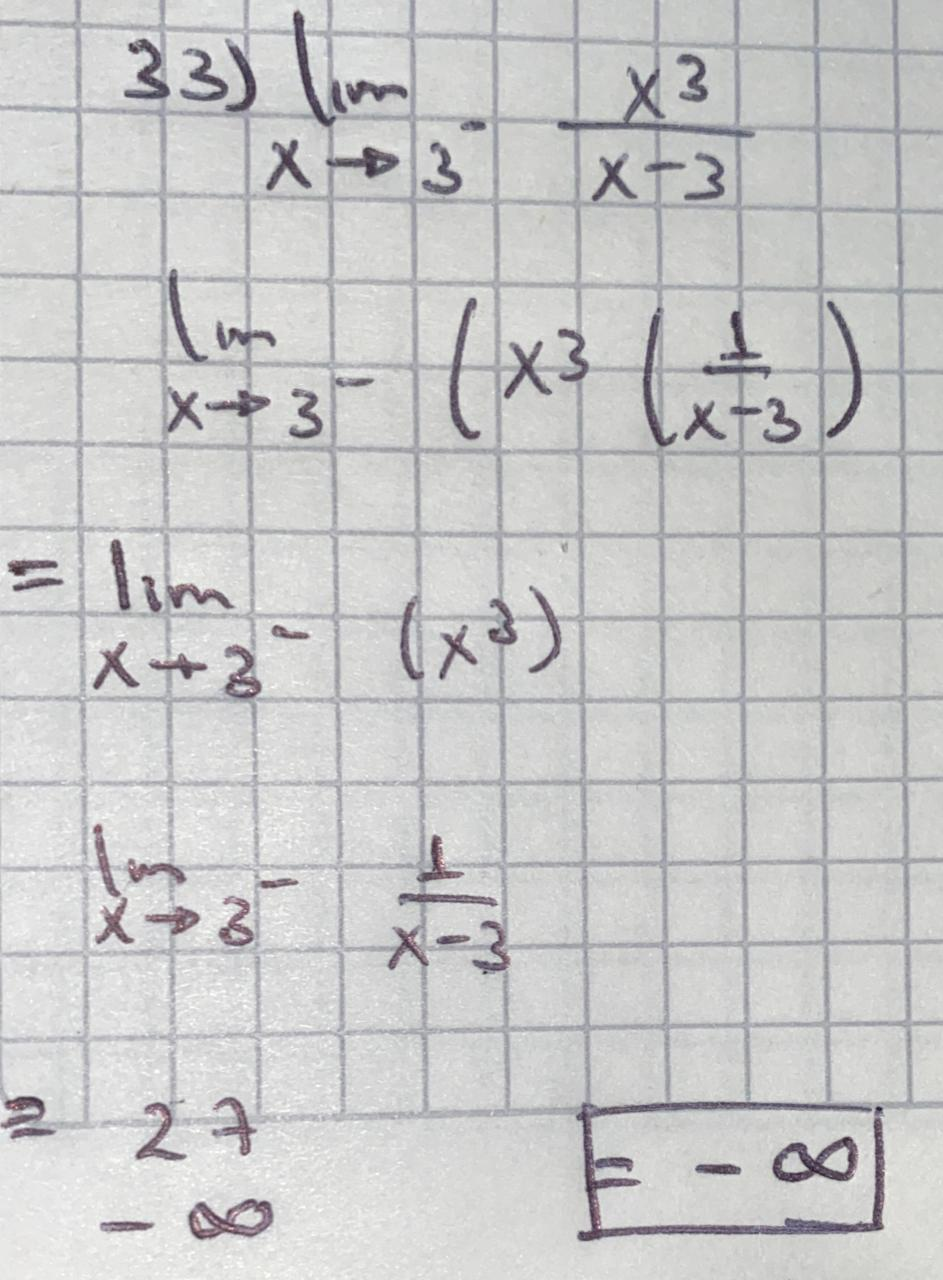 33) lim x→3⁻ x³/(x-3)
lim x→3⁻ (x³ (1/(x-3))
= lim x→3⁻ (x³)
lim x→3⁻ 1/(x-3)
= 27
- ∞
= - ∞